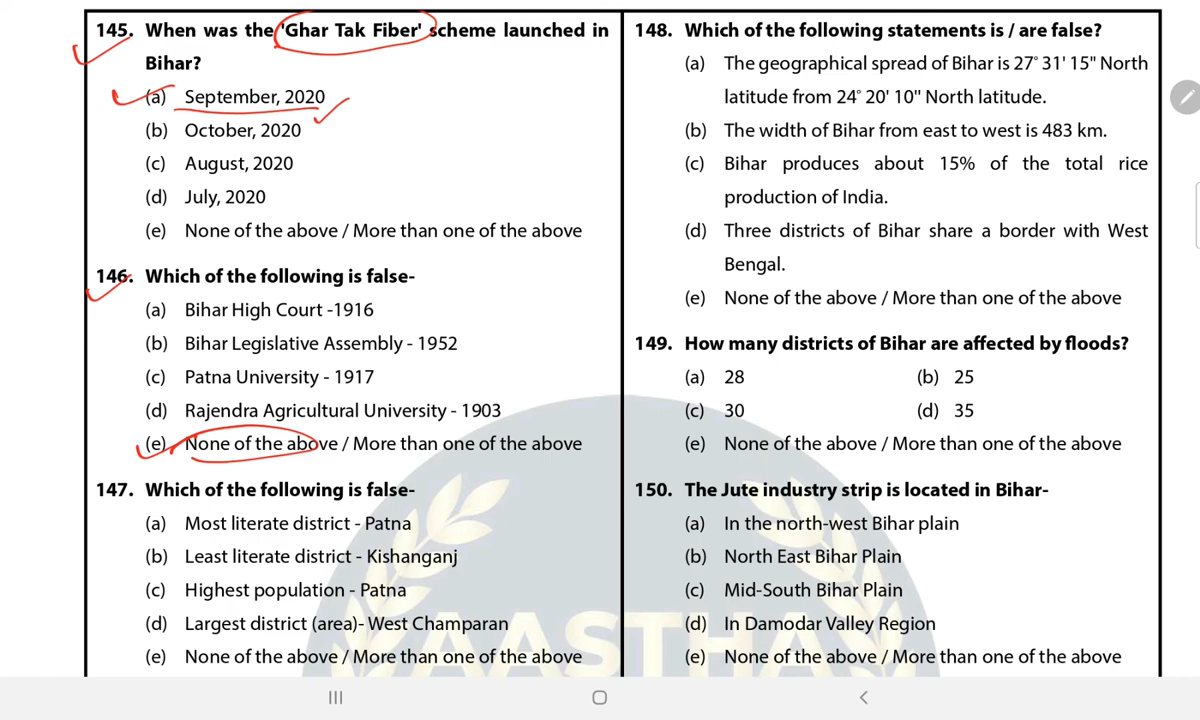 145. When was the 'Ghar Tak Fiber' scheme launched in
Bihar?
(a) September, 2020
(b) October, 2020
(c) August, 2020
(d) July, 2020
(e) None of the above / More than one of the above
146. Which of the following is false-
(a) Bihar High Court -1916
(b) Bihar Legislative Assembly - 1952
(c) Patna University - 1917
(d) Rajendra Agricultural University - 1903
(e) None of the above / More than one of the above
147. Which of the following is false-
(a) Most literate district - Patna
(b) Least literate district - Kishanganj
(c) Highest population - Patna
(d) Largest district (area)- West Champaran
(e) None of the above / More than one of the above
148. Which of the following statements is / are false?
(a) The geographical spread of Bihar is 27° 31' 15" North
latitude from 24° 20' 10" North latitude.
(b) The width of Bihar from east to west is 483 km.
(c) Bihar produces about 15% of the total rice
production of India.
(d) Three districts of Bihar share a border with West
Bengal.
(e) None of the above / More than one of the above
149. How many districts of Bihar are affected by floods?
(a) 28 (b) 25
(c) 30 (d) 35
(e) None of the above / More than one of the above
150. The Jute industry strip is located in Bihar-
(a) In the north-west Bihar plain
(b) North East Bihar Plain
(c) Mid-South Bihar Plain
(d) In Damodar Valley Region
(e) None of the above / More than one of the above
AASTHA